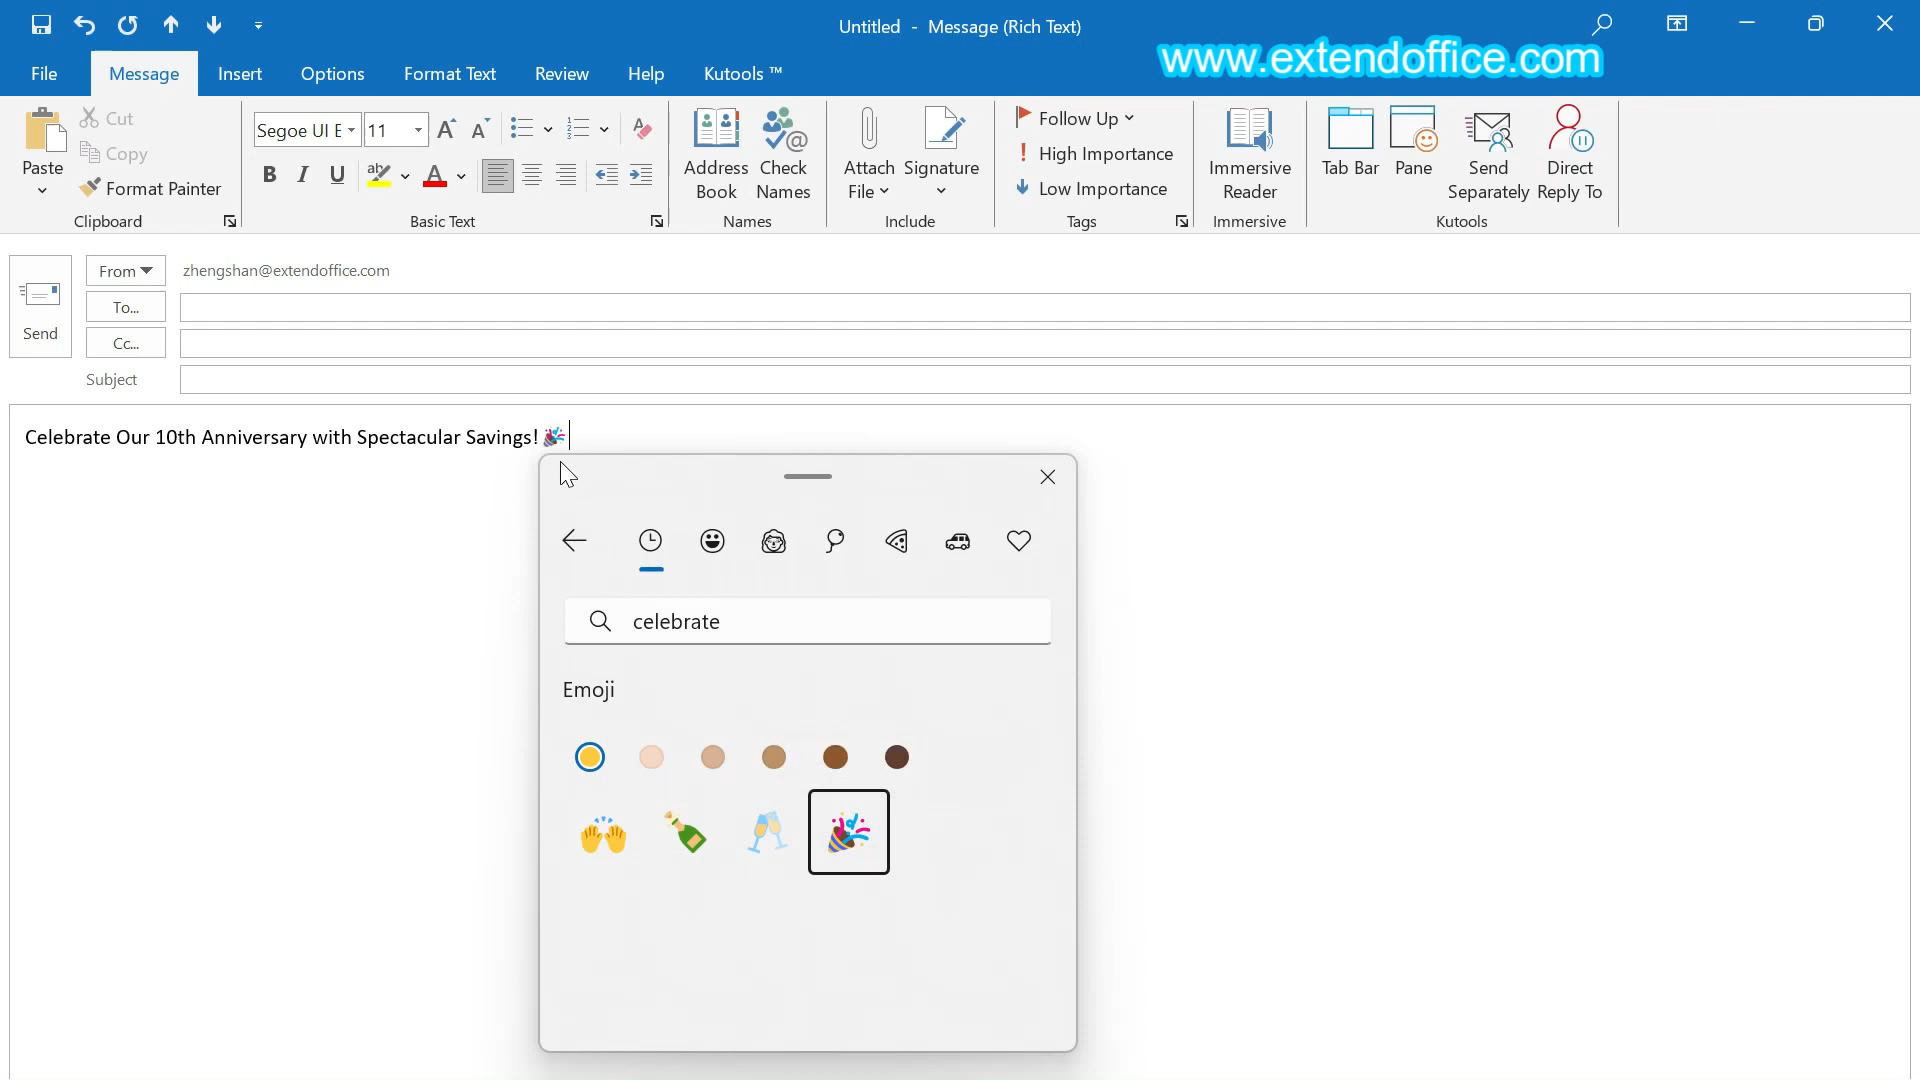 Untitled - Message (Rich Text)
www.extendoffice.com
File Message Insert Options Format Text Review Help Kutools ™
Paste
Cut
Copy
Format Painter
Clipboard
Segoe UI E 11
B I U ab A
Basic Text
Address Book
Check Names
Names
Attach File
Signature
Include
Follow Up
High Importance
Low Importance
Tags
Immersive Reader
Immersive
Tab Bar
Pane
Send Separately
Direct Reply To
Kutools
Send
From zhengshan@extendoffice.com
To...
Cc...
Subject
Celebrate Our 10th Anniversary with Spectacular Savings! 🎉
celebrate
Emoji